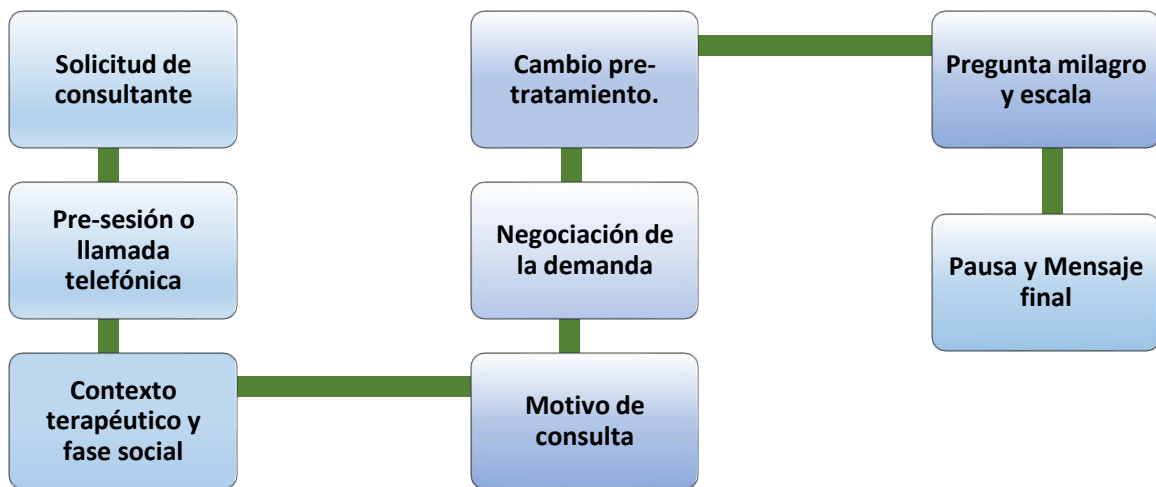 Solicitud de
consultante
Pre-sesión o
llamada
telefónica
Contexto
terapéutico y
fase social
Motivo de
consulta
Negociación de
la demanda
Cambio pre-
tratamiento.
Pregunta milagro
y escala
Pausa y Mensaje
final